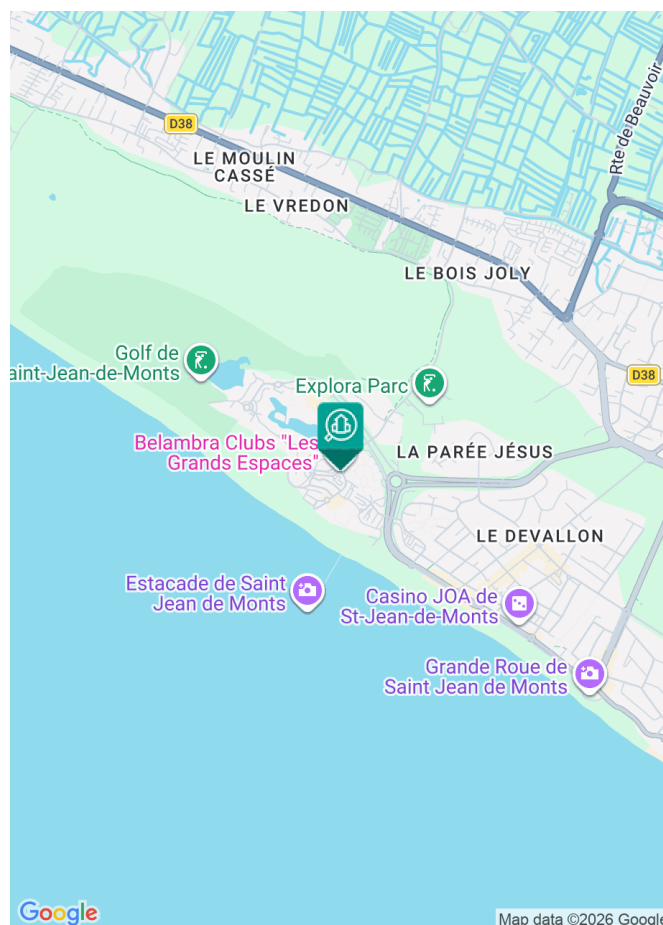 D38
Rte de Beauvoir
LE MOULIN
CASSÉ
LE VREDON
LE BOIS JOLY
Golf de
aint-Jean-de-Monts
Explora Parc
D38
Belambra Clubs "Les
Grands Espaces"
LA PARÉE JÉSUS
LE DEVALLON
Estacade de Saint
Jean de Monts
Casino JOA de
St-Jean-de-Monts
Grande Roue de
Saint Jean de Monts
Google
Map data ©2026 Google